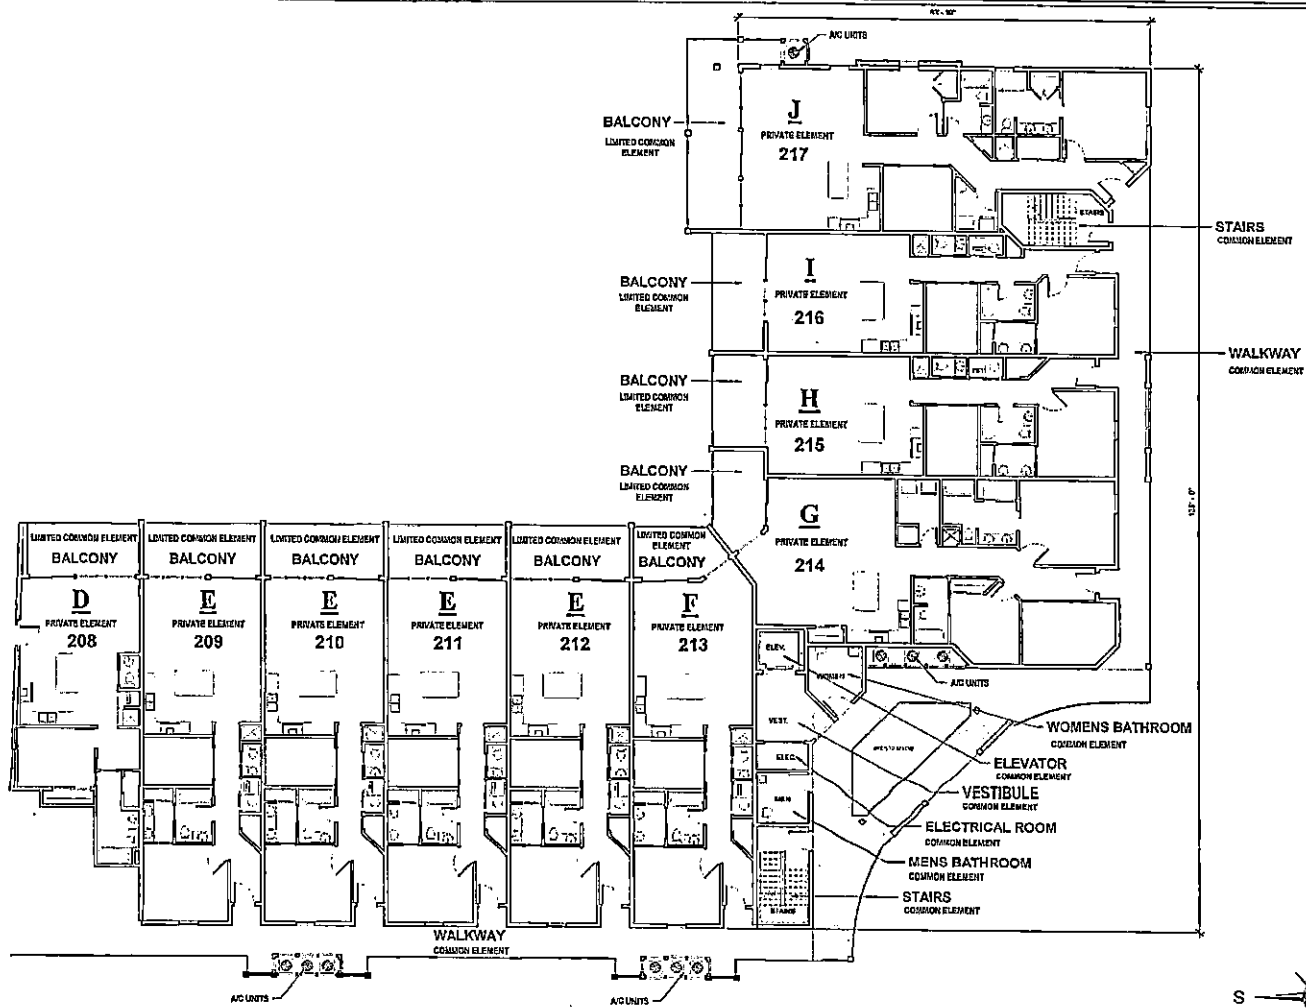 A/C UNITS
BALCONY
LIMITED COMMON
ELEMENT
J
PRIVATE ELEMENT
217
STAIRS
STAIRS
COMMON ELEMENT
BALCONY
LIMITED COMMON
ELEMENT
I
PRIVATE ELEMENT
216
WALKWAY
COMMON ELEMENT
BALCONY
LIMITED COMMON
ELEMENT
H
PRIVATE ELEMENT
215
BALCONY
LIMITED COMMON
ELEMENT
G
PRIVATE ELEMENT
214
LIMITED COMMON ELEMENT
BALCONY
D
PRIVATE ELEMENT
208
LIMITED COMMON ELEMENT
BALCONY
E
PRIVATE ELEMENT
209
LIMITED COMMON ELEMENT
BALCONY
E
PRIVATE ELEMENT
210
LIMITED COMMON ELEMENT
BALCONY
E
PRIVATE ELEMENT
211
LIMITED COMMON ELEMENT
BALCONY
E
PRIVATE ELEMENT
212
LIMITED COMMON
ELEMENT
BALCONY
F
PRIVATE ELEMENT
213
ELEV.
WOMEN
A/C UNITS
VEST.
ELEC.
MEN
STAIRS
WOMENS BATHROOM
COMMON ELEMENT
ELEVATOR
COMMON ELEMENT
VESTIBULE
COMMON ELEMENT
ELECTRICAL ROOM
COMMON ELEMENT
MENS BATHROOM
COMMON ELEMENT
STAIRS
COMMON ELEMENT
WALKWAY
COMMON ELEMENT
A/C UNITS
A/C UNITS
S